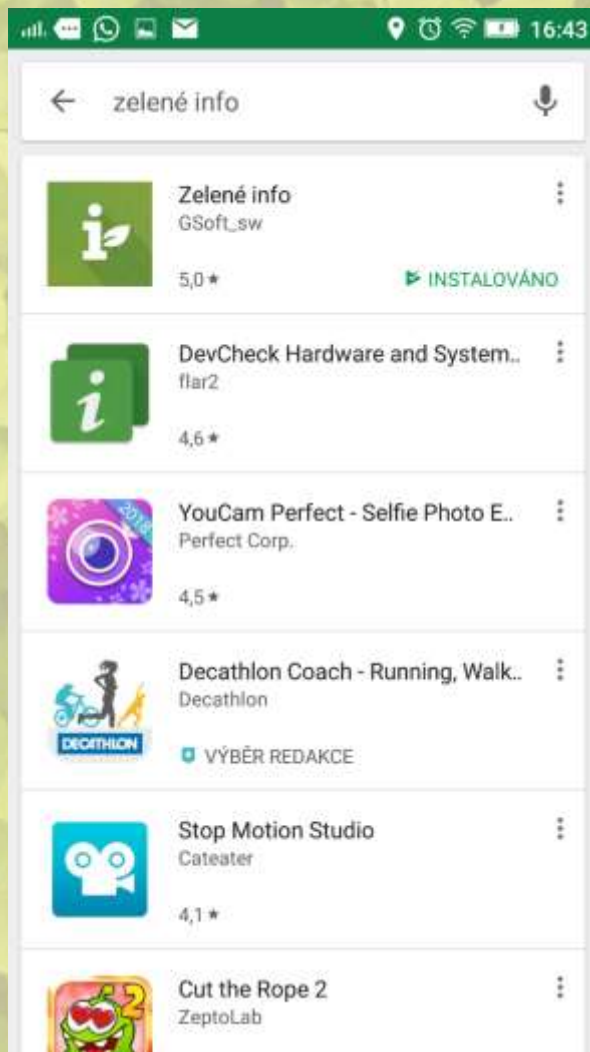 16:43
zelené info
Zelené info
GSoft_sw
5,0★
INSTALOVÁNO
DevCheck Hardware and System..
flar2
4,6★
2018
YouCam Perfect - Selfie Photo E..
Perfect Corp.
4,5★
Decathlon Coach - Running, Walk..
Decathlon
DECATHLON
VÝBĚR REDAKCE
Stop Motion Studio
Cateater
4,1★
2
Cut the Rope 2
ZeptoLab